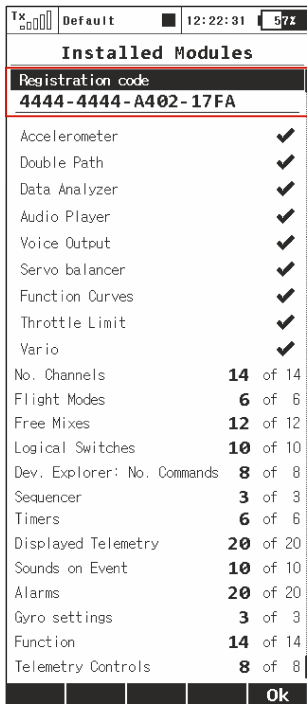 Tx Default 12:22:31 57%
Installed Modules
Registration code
4444-4444-A402-17FA
Accelerometer
Double Path
Data Analyzer
Audio Player
Voice Output
Servo balancer
Function Curves
Throttle Limit
Vario
No. Channels 14 of 14
Flight Modes 6 of 6
Free Mixes 12 of 12
Logical Switches 10 of 10
Dev. Explorer: No. Commands 8 of 8
Sequencer 3 of 3
Timers 6 of 6
Displayed Telemetry 20 of 20
Sounds on Event 10 of 10
Alarms 20 of 20
Gyro settings 3 of 3
Function 14 of 14
Telemetry Controls 8 of 8
Ok